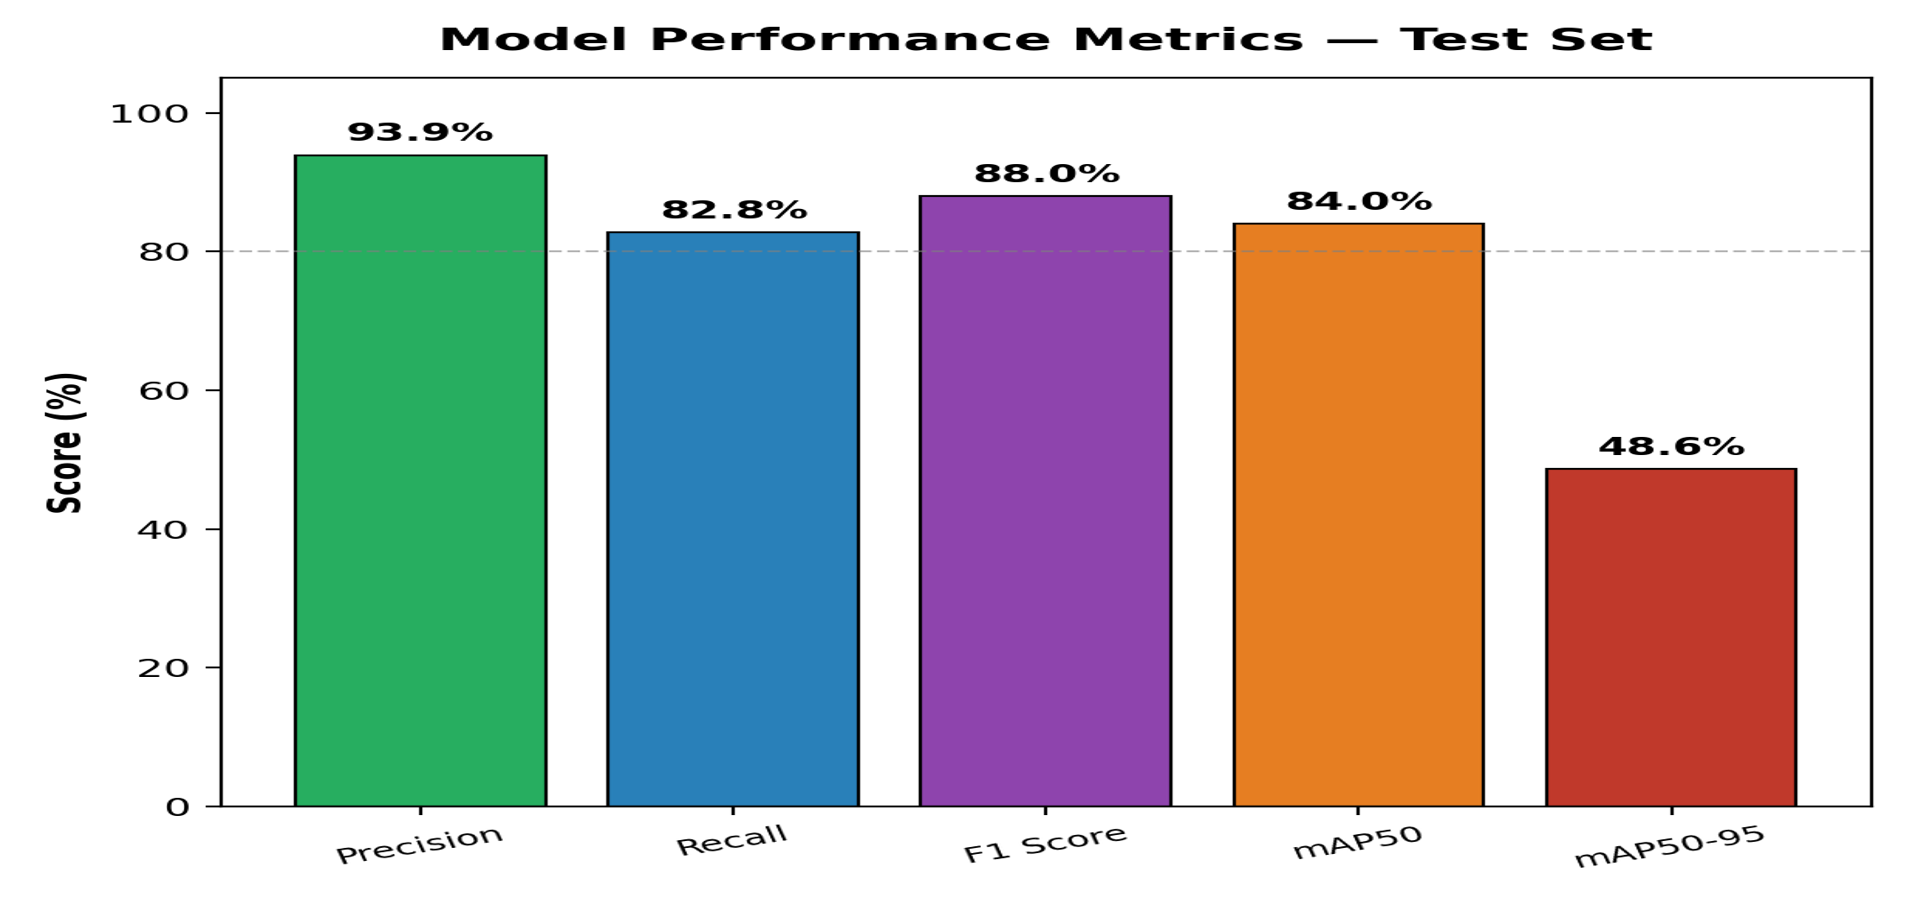 Model Performance Metrics — Test Set
Score (%)
100
80
60
40
20
0
93.9%
82.8%
88.0%
84.0%
48.6%
Precision
Recall
F1 Score
mAP50
mAP50-95